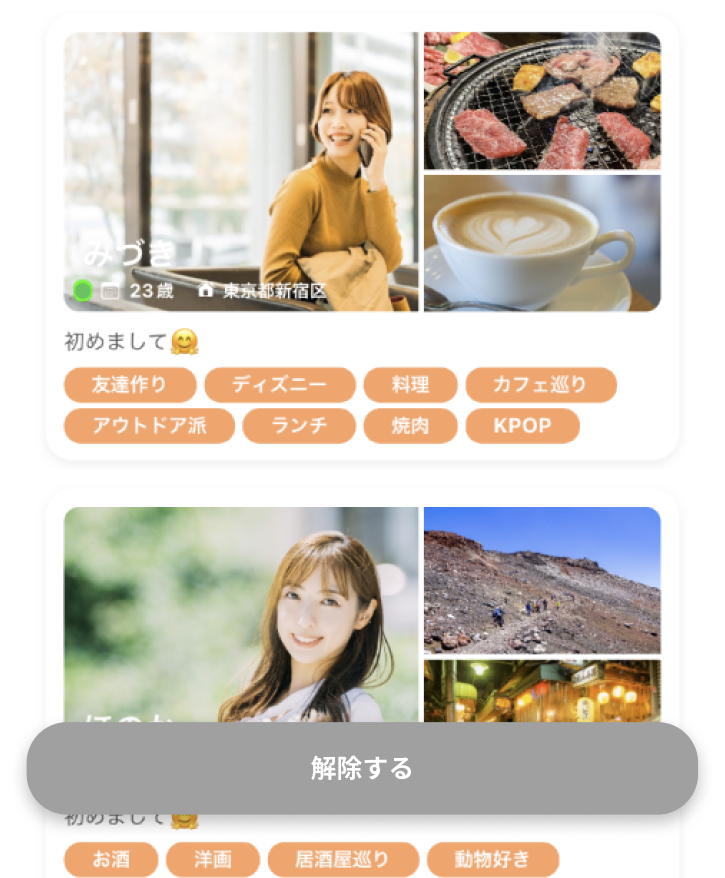 みづき
23歳 東京都新宿区
初めまして🤗
友達作り ディズニー 料理 カフェ巡り
アウトドア派 ランチ 焼肉 KPOP
解除する
初めまして🤗
お酒 洋画 居酒屋巡り 動物好き